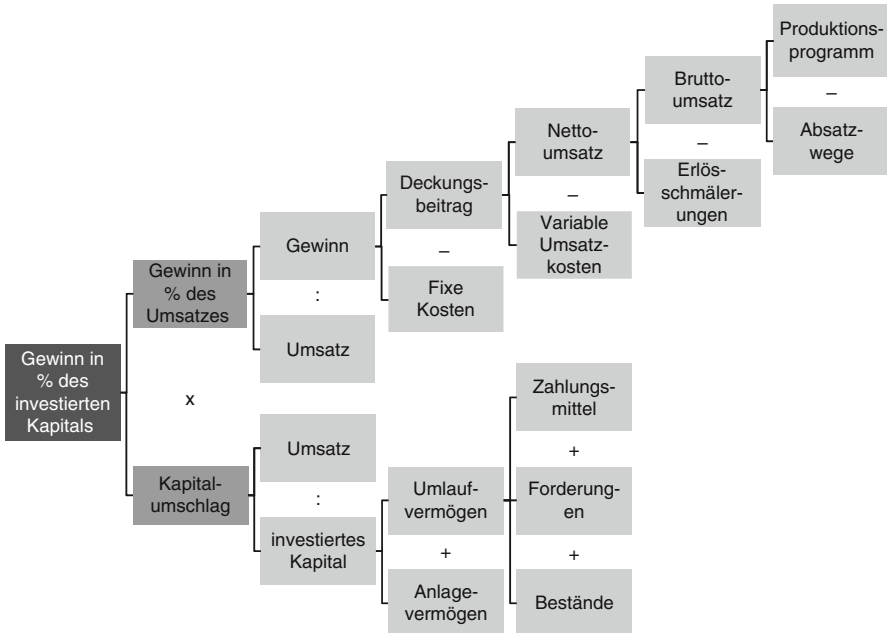 Gewinn in
% des
investierten
Kapitals
Gewinn in
% des
Umsatzes
x
Kapital-
umschlag
Gewinn
:
Umsatz
Umsatz
:
investiertes
Kapital
Deckungs-
beitrag
–
Fixe
Kosten
Umlauf-
vermögen
+
Anlage-
vermögen
Netto-
umsatz
–
Variable
Umsatz-
kosten
Zahlungs-
mittel
+
Forderung-
en
+
Bestände
Brutto-
umsatz
–
Erlös-
schmäler-
ungen
Produktions-
programm
–
Absatz-
wege